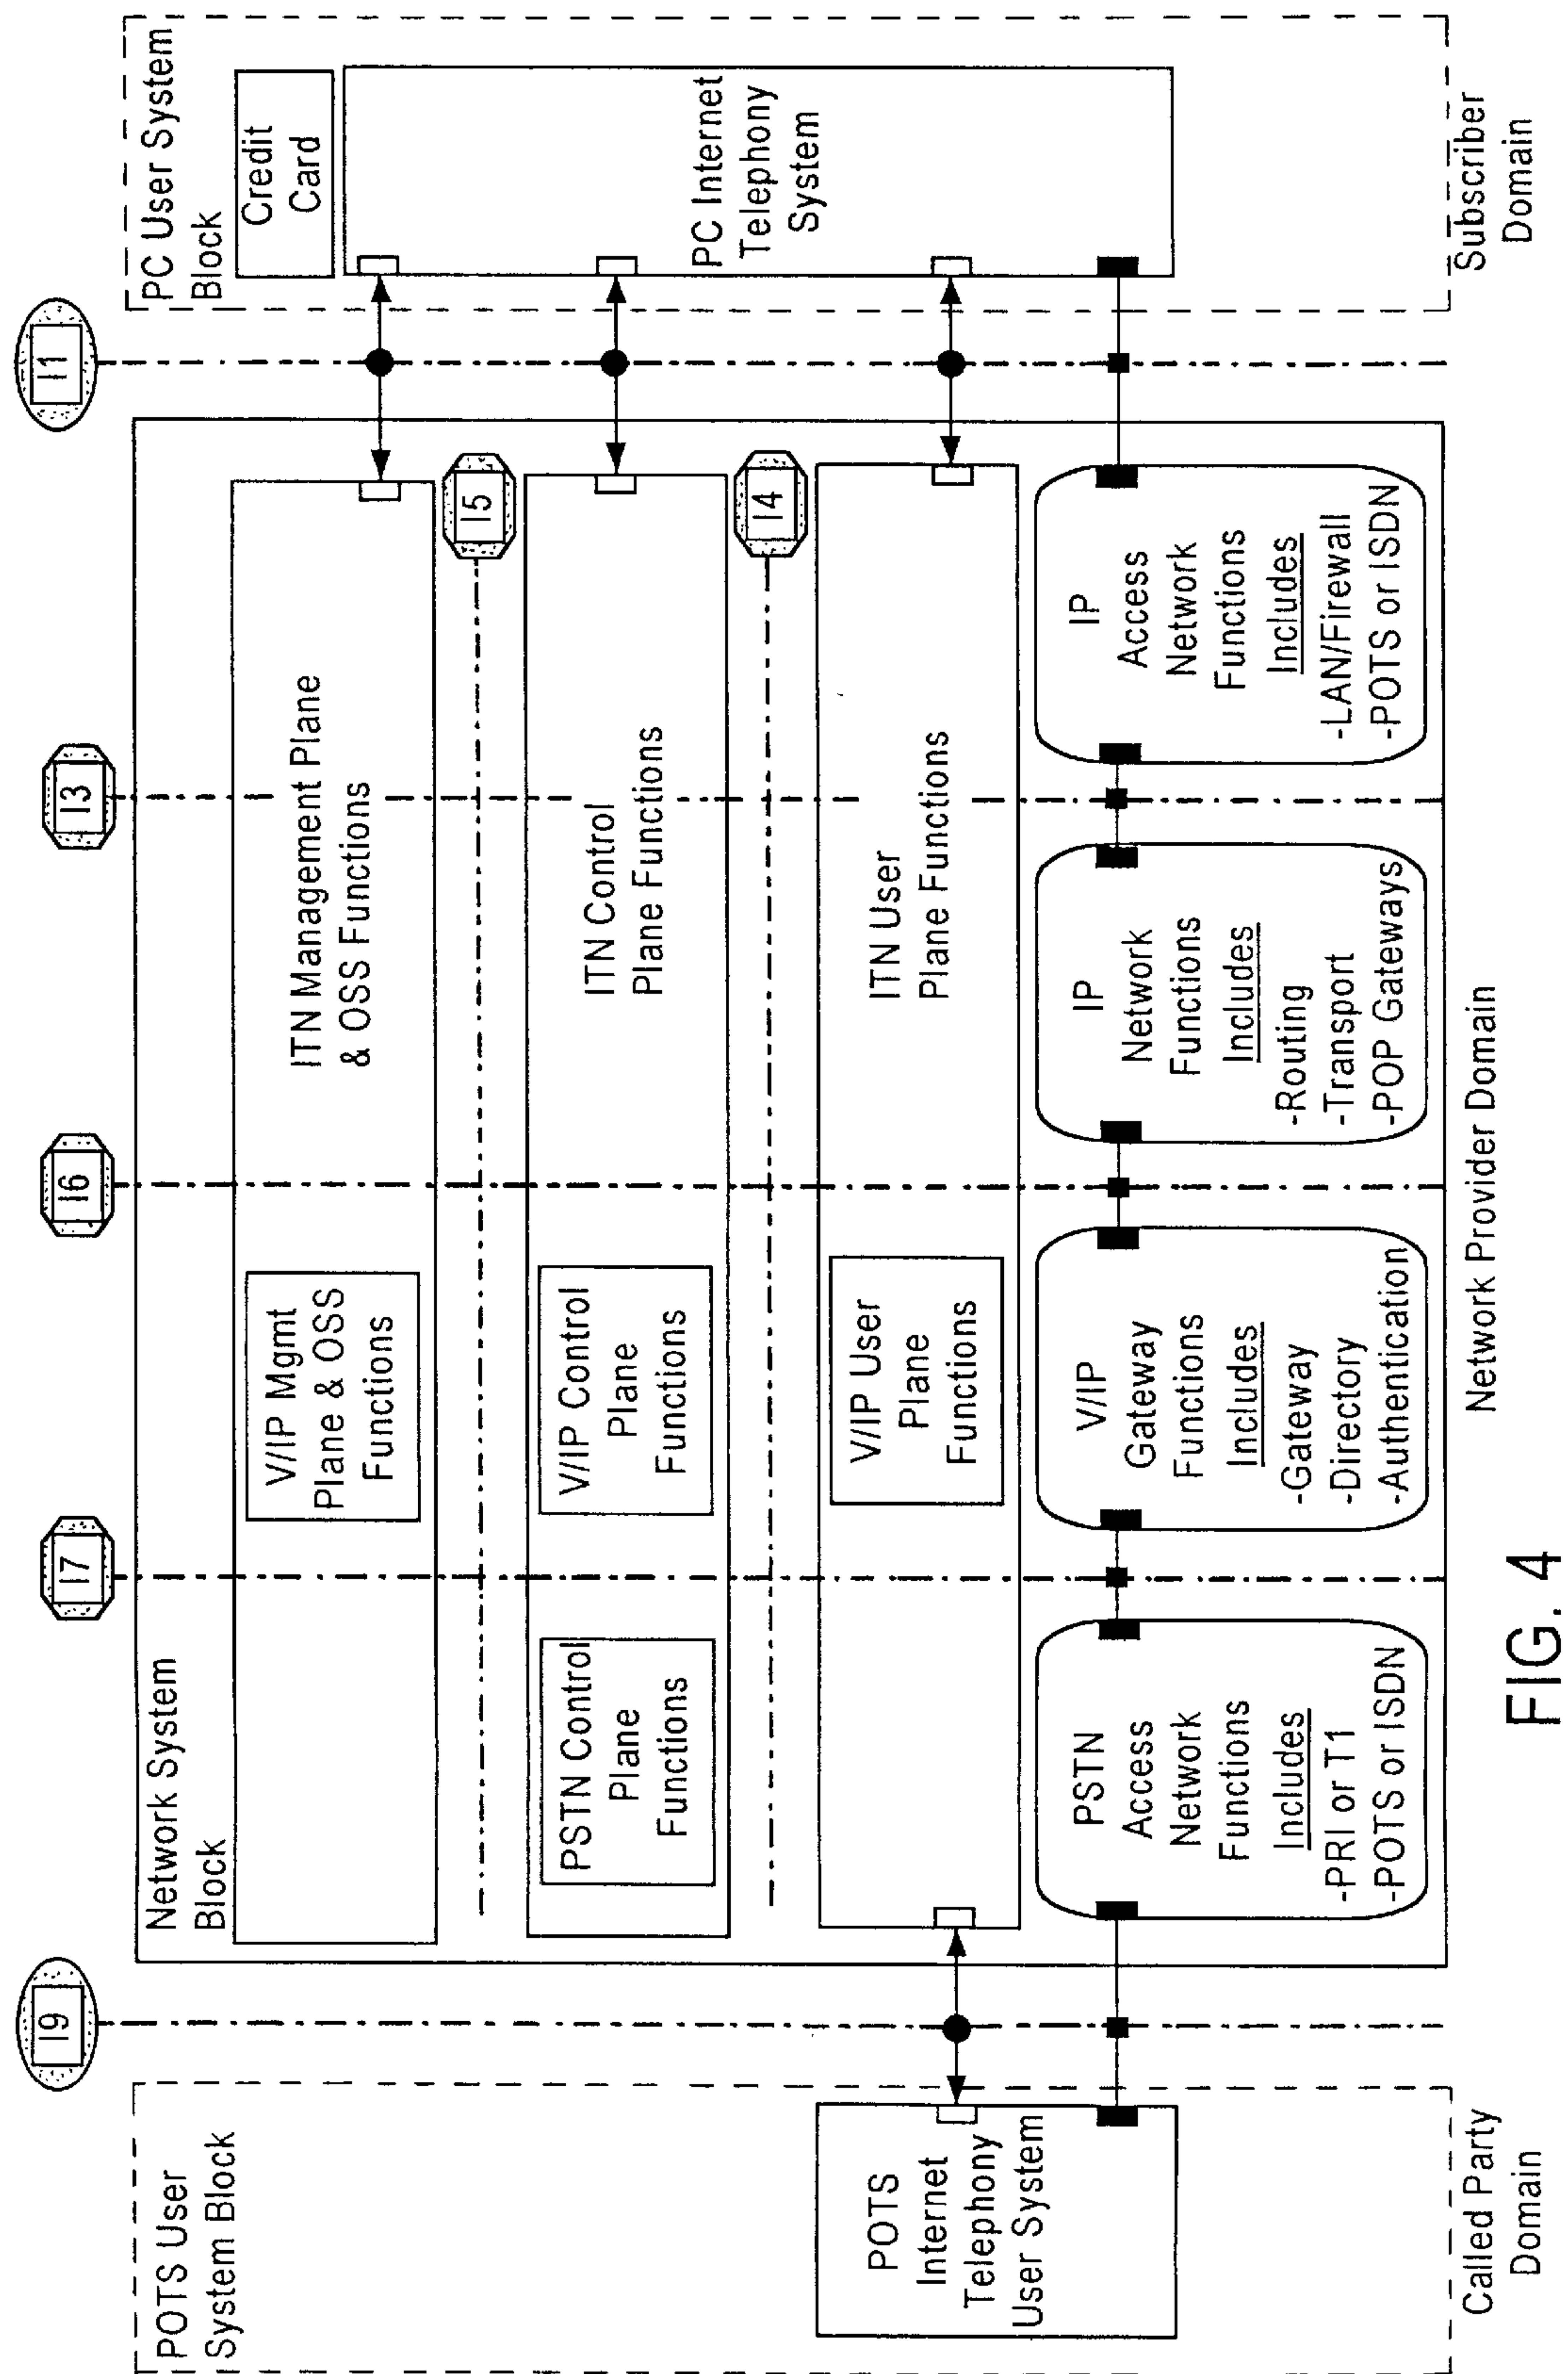 I9
I7
I6
I3
I1
POTS User
System Block
Network System
Block
PC User System
Block
Credit
Card
ITN Management Plane
& OSS Functions
V/IP Mgmt
Plane & OSS
Functions
I5
PSTN Control
Plane
Functions
V/IP Control
Plane
Functions
ITN Control
Plane Functions
I4
V/IP User
Plane
Functions
ITN User
Plane Functions
PC Internet
Telephony
System
POTS
Internet
Telephony
User System
PSTN
Access
Network
Functions
Includes
-PRI or T1
-POTS or ISDN
V/IP
Gateway
Functions
Includes
-Gateway
-Directory
-Authentication
IP
Network
Functions
Includes
-Routing
-Transport
-POP Gateways
IP
Access
Network
Functions
Includes
-LAN/Firewall
-POTS or ISDN
Called Party
Domain
Network Provider Domain
Subscriber
Domain
FIG. 4